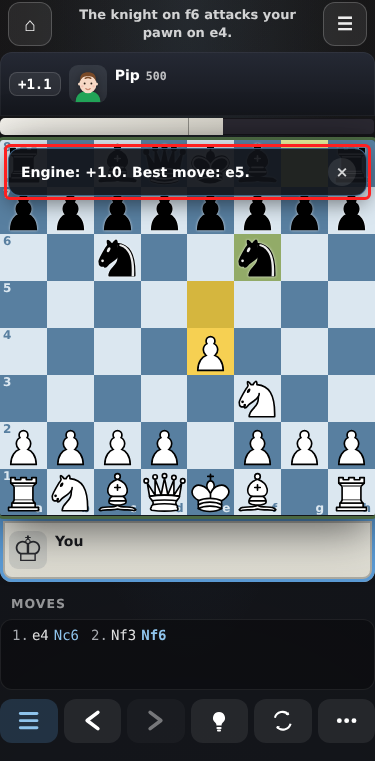 The knight on f6 attacks your
pawn on e4.
+1.1
Pip 500
Engine: +1.0. Best move: e5.
×
6
5
4
3
2
1
e
g
You
MOVES
1. e4 Nc6 2. Nf3 Nf6